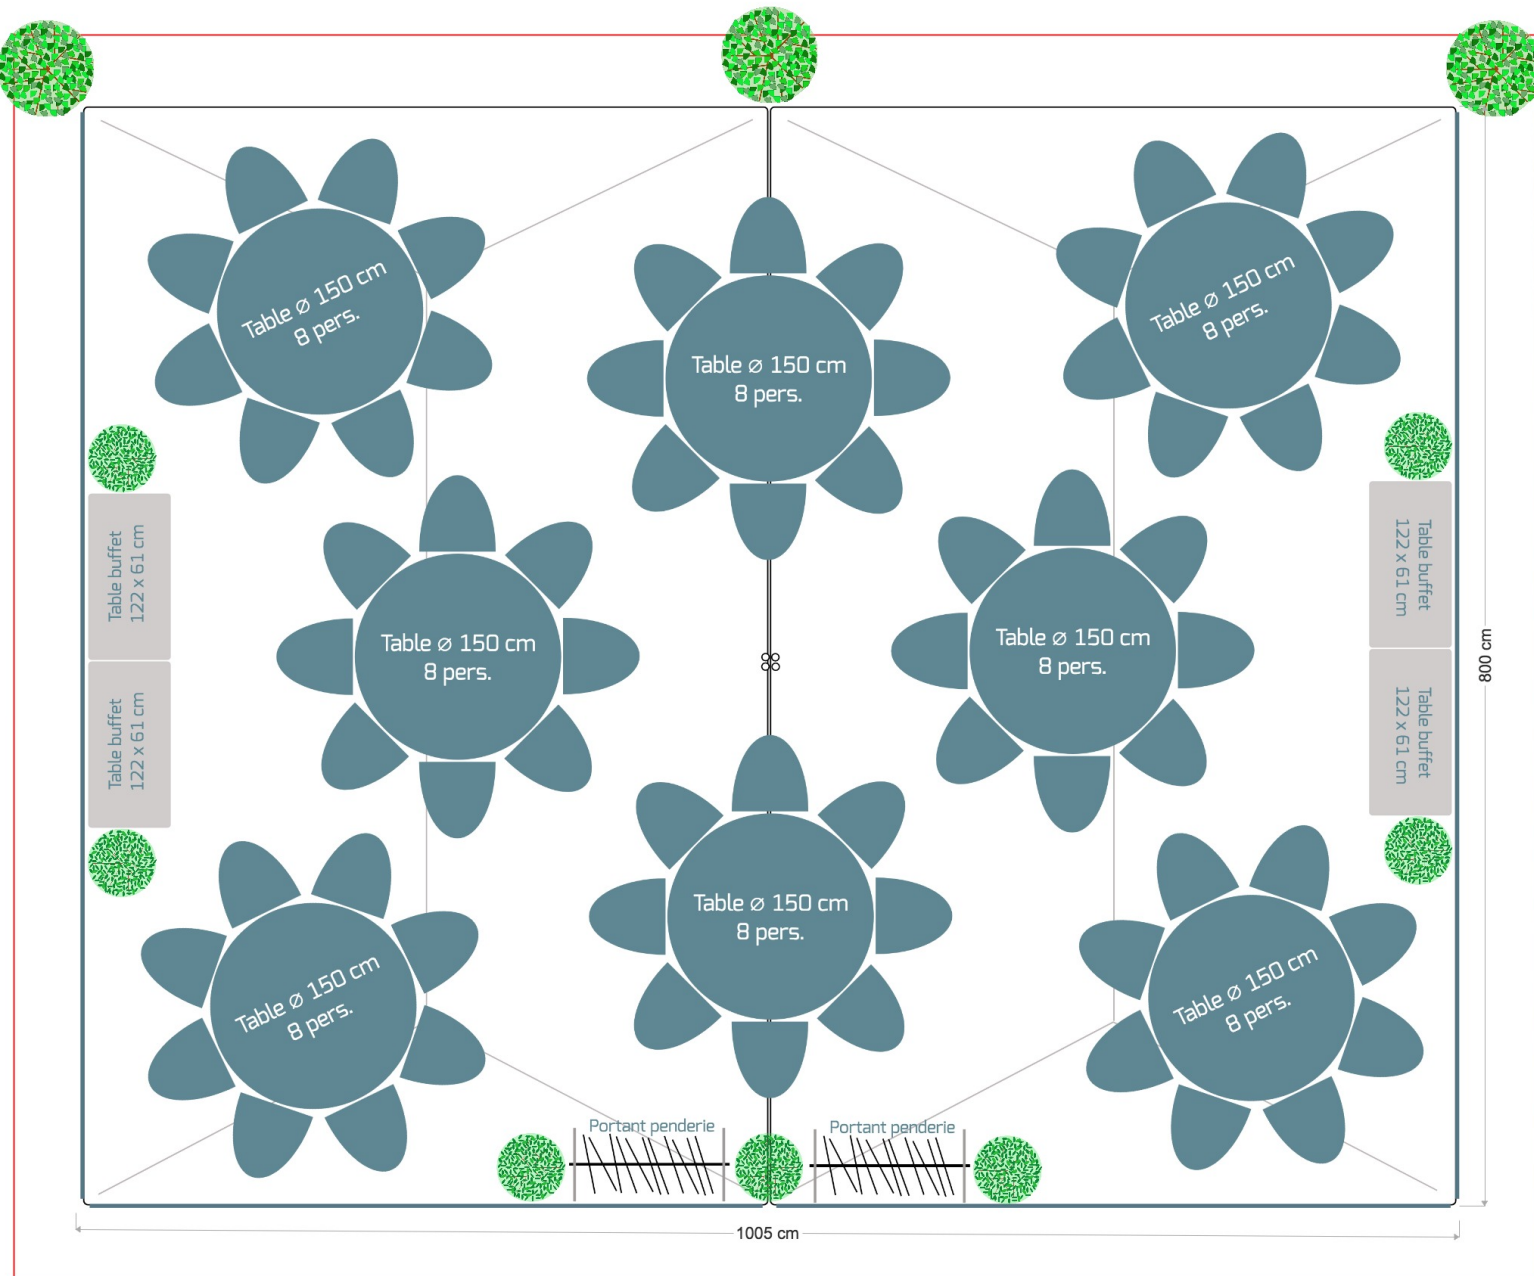 Table ⌀ 150 cm
8 pers.
Table ⌀ 150 cm
8 pers.
Table ⌀ 150 cm
8 pers.
Table buffet
122 x 61 cm
Table ⌀ 150 cm
8 pers.
Table ⌀ 150 cm
8 pers.
Table buffet
122 x 61 cm
800 cm
Table buffet
122 x 61 cm
Table buffet
122 x 61 cm
Table ⌀ 150 cm
8 pers.
Table ⌀ 150 cm
8 pers.
Table ⌀ 150 cm
8 pers.
Portant penderie
Portant penderie
1005 cm